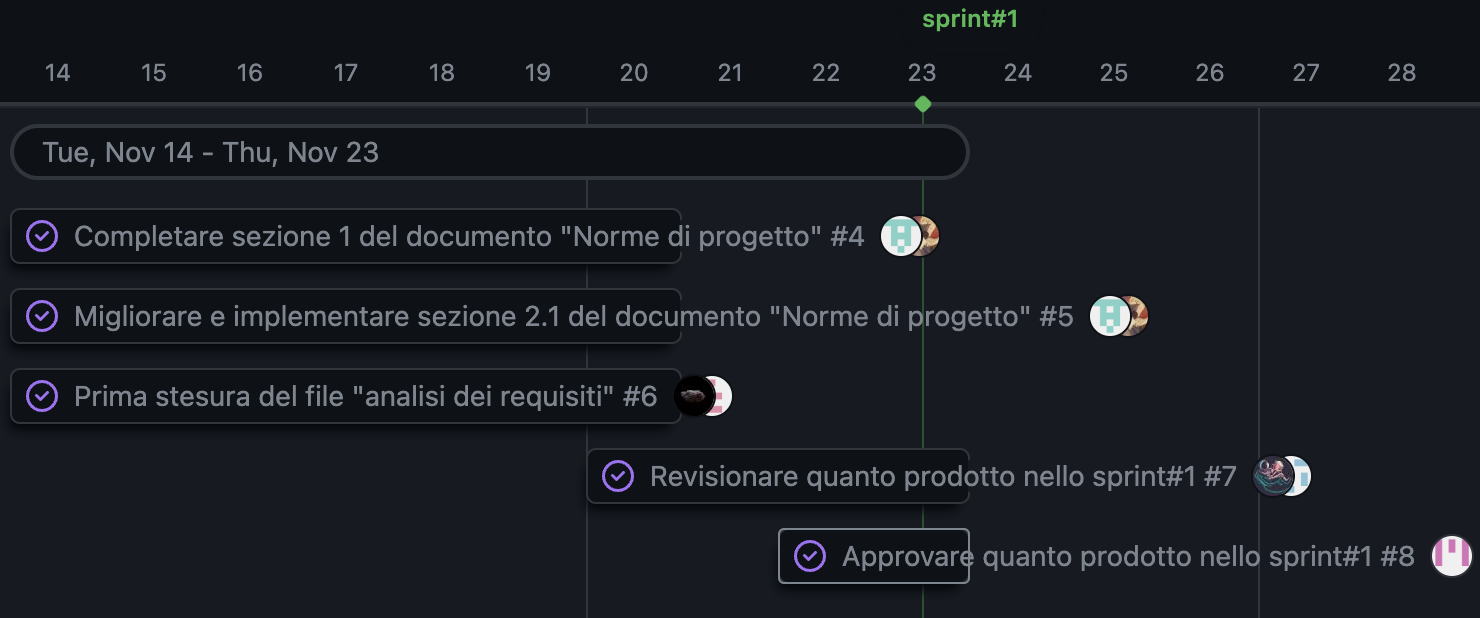 sprint#1
14 15 16 17 18 19 20 21 22 23 24 25 26 27 28
Tue, Nov 14 - Thu, Nov 23
Completare sezione 1 del documento "Norme di progetto" #4
Migliorare e implementare sezione 2.1 del documento "Norme di progetto" #5
Prima stesura del file "analisi dei requisiti" #6
Revisionare quanto prodotto nello sprint#1 #7
Approvare quanto prodotto nello sprint#1 #8